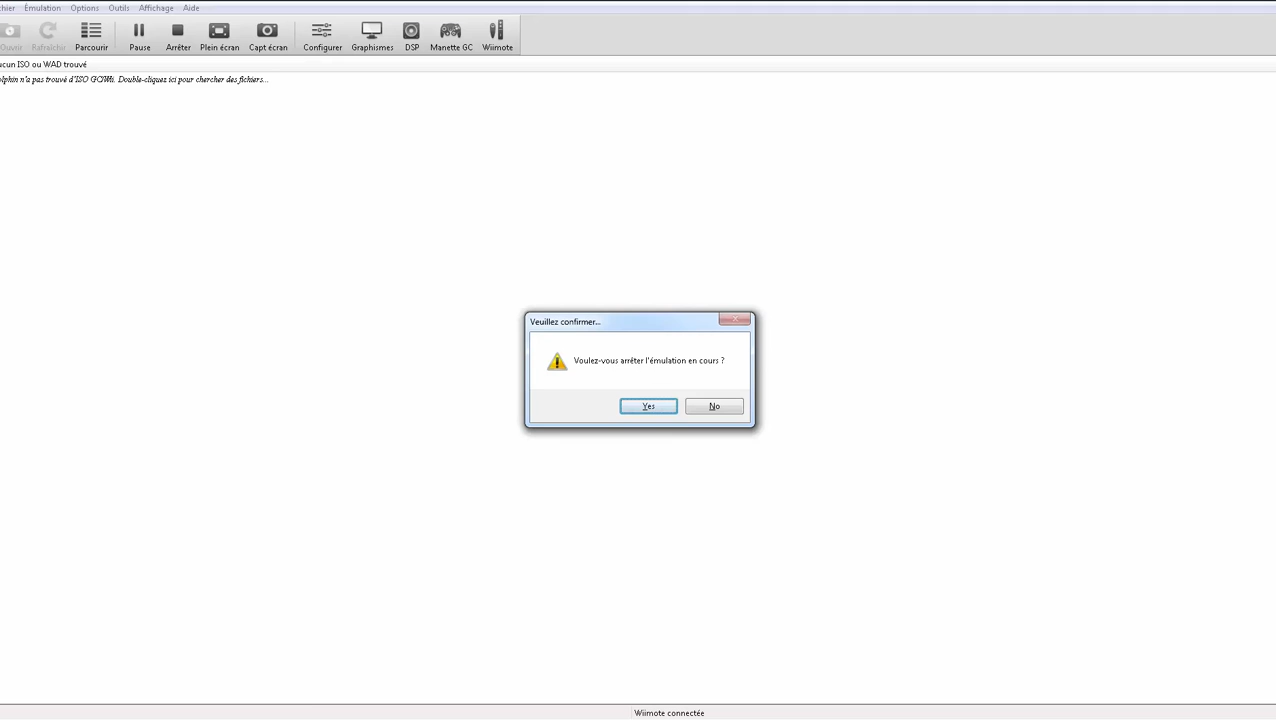 chier Émulation Options Outils Affichage Aide
Ouvrir Rafraîchir Parcourir Pause Arrêter Plein écran Capt écran Configurer Graphismes DSP Manette GC Wiimote
ucun ISO ou WAD trouvé
olphin n'a pas trouvé d'ISO GC/Wii. Double-cliquez ici pour chercher des fichiers...
Veuillez confirmer...
Voulez-vous arrêter l'émulation en cours ?
Yes No
Wiimote connectée